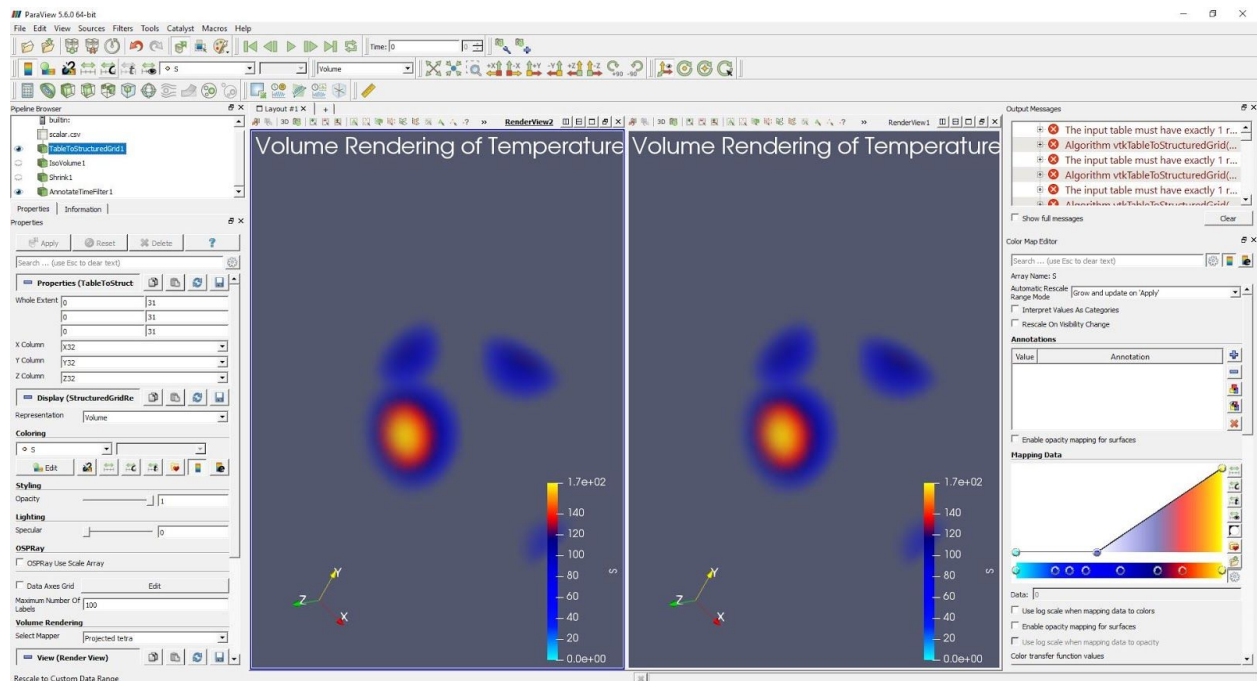 ParaView 5.6.0 64-bit
File Edit View Sources Filters Tools Catalyst Macros Help
Time: 0 0
S Volume +X -X +Y -Y +Z -Z +90 -90
Pipeline Browser
builtin:
scalar.csv
TableToStructuredGrid1
IsoVolume1
Shrink1
AnnotateTimeFilter1
Properties Information
Properties
Apply Reset Delete ?
Search ... (use Esc to clear text)
Properties (TableToStruct
Whole Extent 0 31
0 31
0 31
X Column X32
Y Column Y32
Z Column Z32
Display (StructuredGridRe
Representation Volume
Coloring
S
Edit
Styling
Opacity 1
Lighting
Specular 0
OSPRay
OSPRay Use Scale Array
Data Axes Grid Edit
Maximum Number Of Labels 100
Volume Rendering
Select Mapper Projected tetra
View (Render View)
Rescale to Custom Data Range
Layout #1 X +
3D RenderView2
Volume Rendering of Temperature
1.7e+02
140
120
100
80
60
40
20
0.0e+00
S
Y
Z
X
3D RenderView1
Volume Rendering of Temperature
1.7e+02
140
120
100
80
60
40
20
0.0e+00
S
Y
Z
X
Output Messages
The input table must have exactly 1 r...
Algorithm vtkTableToStructuredGrid(...
The input table must have exactly 1 r...
Algorithm vtkTableToStructuredGrid(...
The input table must have exactly 1 r...
Algorithm vtkTableToStructuredGrid(...
Show full messages Clear
Color Map Editor
Search ... (use Esc to clear text)
Array Name: S
Automatic Rescale Range Mode Grow and update on 'Apply'
Interpret Values As Categories
Rescale On Visibility Change
Annotations
Value Annotation
Enable opacity mapping for surfaces
Mapping Data
Data: 0
Use log scale when mapping data to colors
Enable opacity mapping for surfaces
Use log scale when mapping data to opacity
Color transfer function values